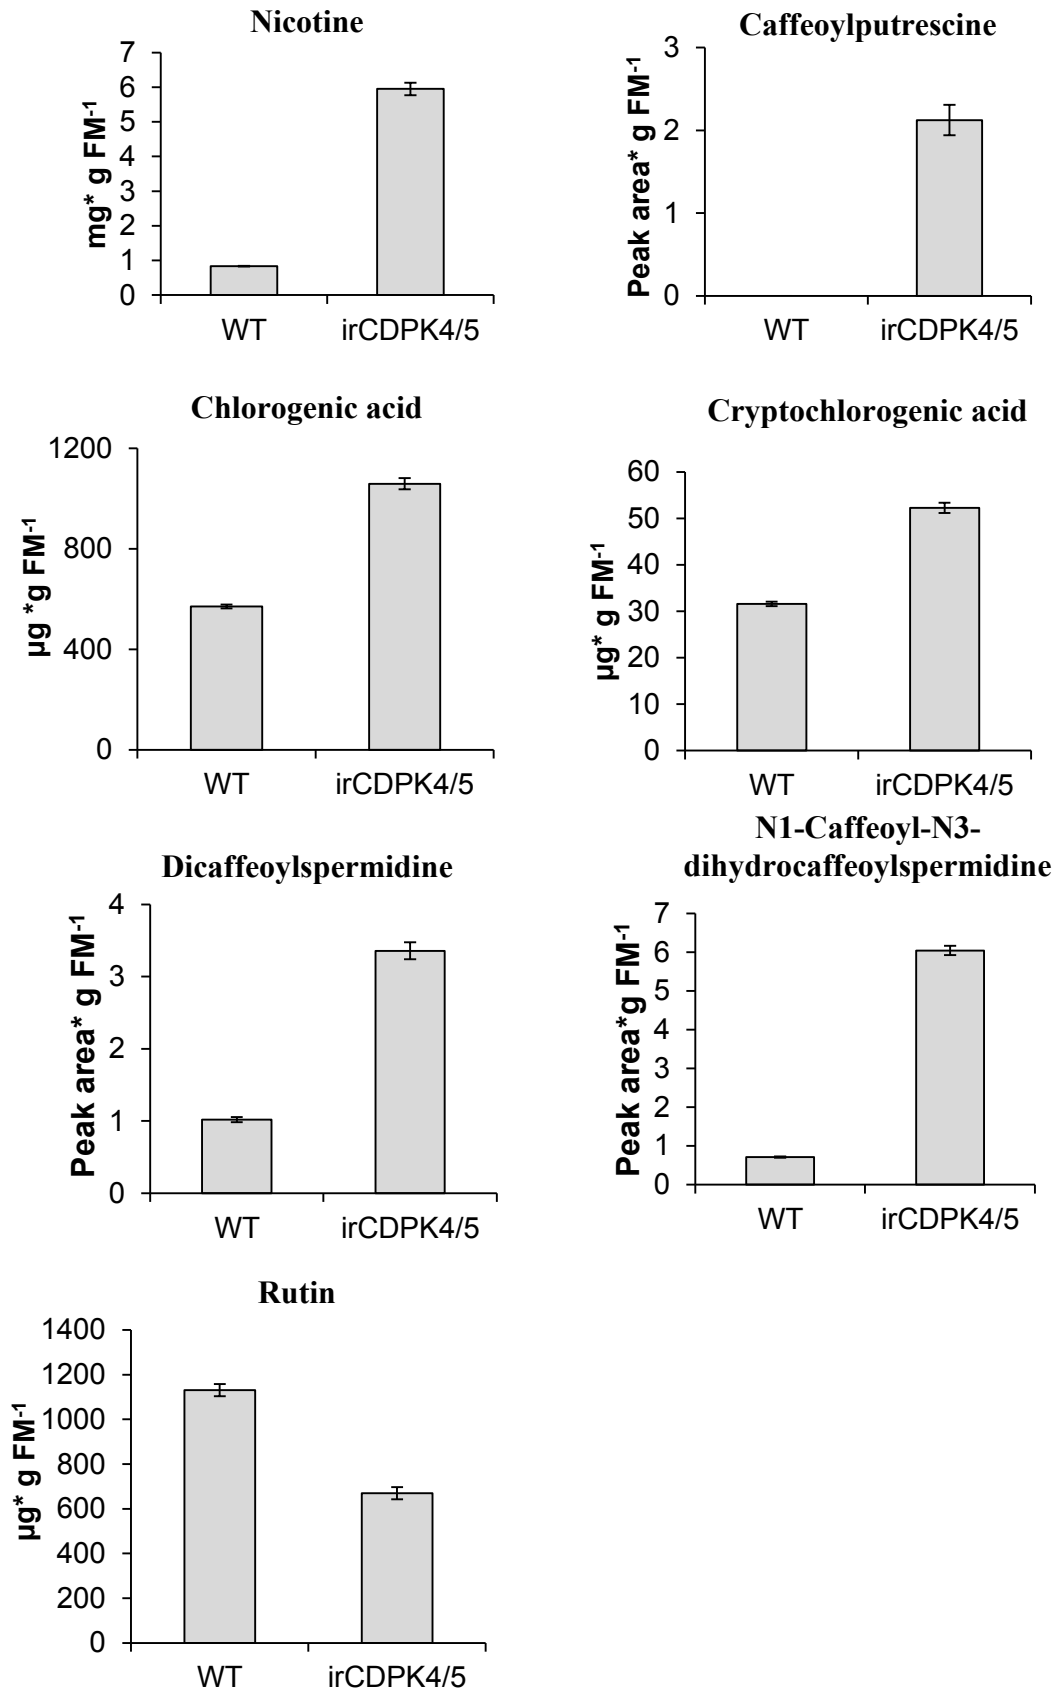 Nicotine
mg* g FM⁻¹
7
6
5
4
3
2
1
0
WT irCDPK4/5
Caffeoylputrescine
Peak area* g FM⁻¹
3
2
1
0
WT irCDPK4/5
Chlorogenic acid
µg *g FM⁻¹
1200
800
400
0
WT irCDPK4/5
Cryptochlorogenic acid
µg* g FM⁻¹
60
50
40
30
20
10
0
WT irCDPK4/5
Dicaffeoylspermidine
Peak area* g FM⁻¹
4
3
2
1
0
WT irCDPK4/5
N1-Caffeoyl-N3-
dihydrocaffeoylspermidine
Peak area*g FM⁻¹
7
6
5
4
3
2
1
0
WT irCDPK4/5
Rutin
µg* g FM⁻¹
1400
1200
1000
800
600
400
200
0
WT irCDPK4/5